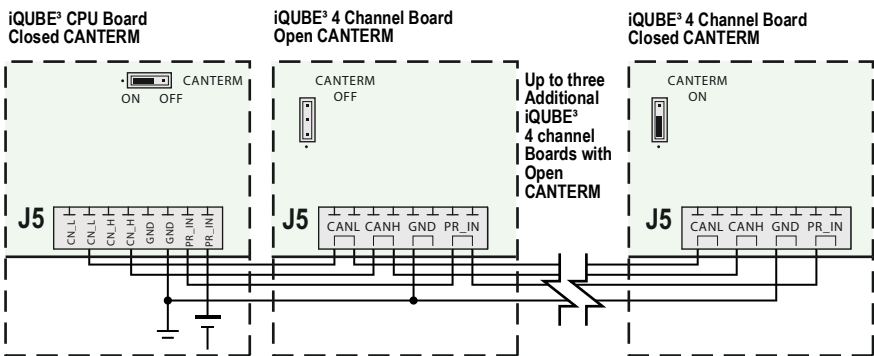 iQUBE³ CPU Board
Closed CANTERM
CANTERM
ON OFF
J5
CN_L
CN_L
CN_H
CN_H
GND
GND
PR_IN
PR_IN
iQUBE³ 4 Channel Board
Open CANTERM
CANTERM
OFF
J5
CANL CANH GND PR_IN
Up to three
Additional
iQUBE³
4 channel
Boards with
Open
CANTERM
iQUBE³ 4 Channel Board
Closed CANTERM
CANTERM
ON
J5
CANL CANH GND PR_IN